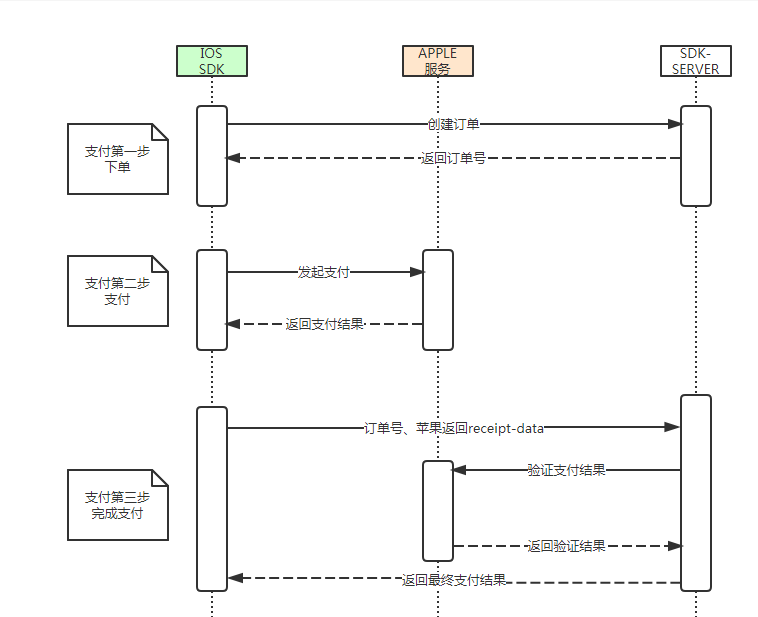 IOS
SDK
APPLE
服务
SDK-
SERVER
支付第一步
下单
创建订单
返回订单号
支付第二步
支付
发起支付
返回支付结果
订单号、苹果返回receipt-data
支付第三步
完成支付
验证支付结果
返回验证结果
返回最终支付结果